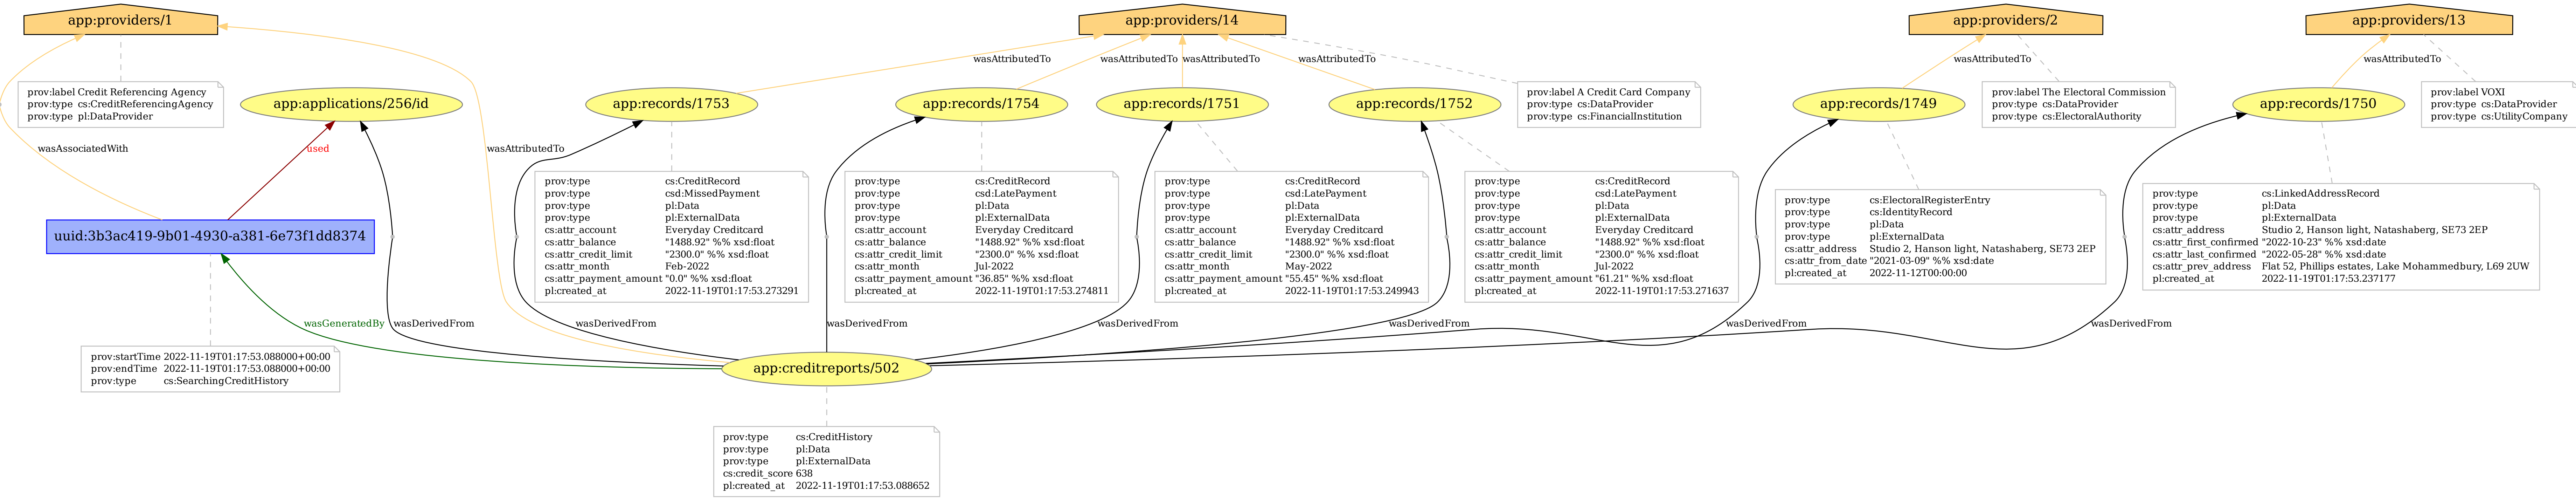 app:providers/1
app:providers/14
app:providers/2
app:providers/13
wasAttributedTo
wasAttributedTo
wasAttributedTo
wasAttributedTo
wasAttributedTo
wasAttributedTo
prov:label Credit Referencing Agency
prov:type cs:CreditReferencingAgency
prov:type pl:DataProvider
app:applications/256/id
app:records/1753
app:records/1754
app:records/1751
app:records/1752
prov:label A Credit Card Company
prov:type cs:DataProvider
prov:type cs:FinancialInstitution
app:records/1749
prov:label The Electoral Commission
prov:type cs:DataProvider
prov:type cs:ElectoralAuthority
app:records/1750
prov:label VOXI
prov:type cs:DataProvider
prov:type cs:UtilityCompany
wasAssociatedWith
used
wasAttributedTo
prov:type cs:CreditRecord
prov:type csd:MissedPayment
prov:type pl:Data
prov:type pl:ExternalData
cs:attr_account Everyday Creditcard
cs:attr_balance "1488.92" %% xsd:float
cs:attr_credit_limit "2300.0" %% xsd:float
cs:attr_month Feb-2022
cs:attr_payment_amount "0.0" %% xsd:float
pl:created_at 2022-11-19T01:17:53.273291
prov:type cs:CreditRecord
prov:type csd:LatePayment
prov:type pl:Data
prov:type pl:ExternalData
cs:attr_account Everyday Creditcard
cs:attr_balance "1488.92" %% xsd:float
cs:attr_credit_limit "2300.0" %% xsd:float
cs:attr_month Jul-2022
cs:attr_payment_amount "36.85" %% xsd:float
pl:created_at 2022-11-19T01:17:53.274811
prov:type cs:CreditRecord
prov:type csd:LatePayment
prov:type pl:Data
prov:type pl:ExternalData
cs:attr_account Everyday Creditcard
cs:attr_balance "1488.92" %% xsd:float
cs:attr_credit_limit "2300.0" %% xsd:float
cs:attr_month May-2022
cs:attr_payment_amount "55.45" %% xsd:float
pl:created_at 2022-11-19T01:17:53.249943
prov:type cs:CreditRecord
prov:type csd:LatePayment
prov:type pl:Data
prov:type pl:ExternalData
cs:attr_account Everyday Creditcard
cs:attr_balance "1488.92" %% xsd:float
cs:attr_credit_limit "2300.0" %% xsd:float
cs:attr_month Jul-2022
cs:attr_payment_amount "61.21" %% xsd:float
pl:created_at 2022-11-19T01:17:53.271637
prov:type cs:ElectoralRegisterEntry
prov:type cs:IdentityRecord
prov:type pl:Data
prov:type pl:ExternalData
cs:attr_address Studio 2, Hanson light, Natashaberg, SE73 2EP
cs:attr_from_date "2021-03-09" %% xsd:date
pl:created_at 2022-11-12T00:00:00
prov:type cs:LinkedAddressRecord
prov:type pl:Data
prov:type pl:ExternalData
cs:attr_address Studio 2, Hanson light, Natashaberg, SE73 2EP
cs:attr_first_confirmed "2022-10-23" %% xsd:date
cs:attr_last_confirmed "2022-05-28" %% xsd:date
cs:attr_prev_address Flat 52, Phillips estates, Lake Mohammedbury, L69 2UW
pl:created_at 2022-11-19T01:17:53.237177
uuid:3b3ac419-9b01-4930-a381-6e73f1dd8374
wasGeneratedBy
wasDerivedFrom
wasDerivedFrom
wasDerivedFrom
wasDerivedFrom
wasDerivedFrom
wasDerivedFrom
wasDerivedFrom
prov:startTime 2022-11-19T01:17:53.088000+00:00
prov:endTime 2022-11-19T01:17:53.088000+00:00
prov:type cs:SearchingCreditHistory
app:creditreports/502
prov:type cs:CreditHistory
prov:type pl:Data
prov:type pl:ExternalData
cs:credit_score 638
pl:created_at 2022-11-19T01:17:53.088652